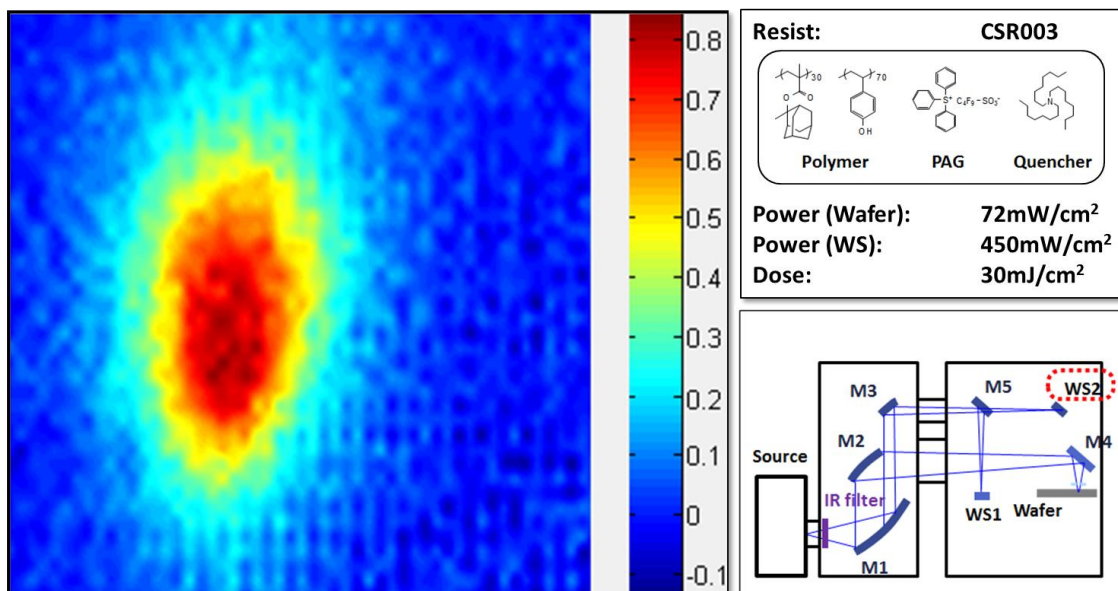 0.8
0.7
0.6
0.5
0.4
0.3
0.2
0.1
0
-0.1
Resist: CSR003
30
70
O
O
OH
S+ C4F9-SO3-
N
Polymer PAG Quencher
Power (Wafer): 72mW/cm²
Power (WS): 450mW/cm²
Dose: 30mJ/cm²
M3
M5
WS2
M2
M4
Source
IR filter
WS1
Wafer
M1